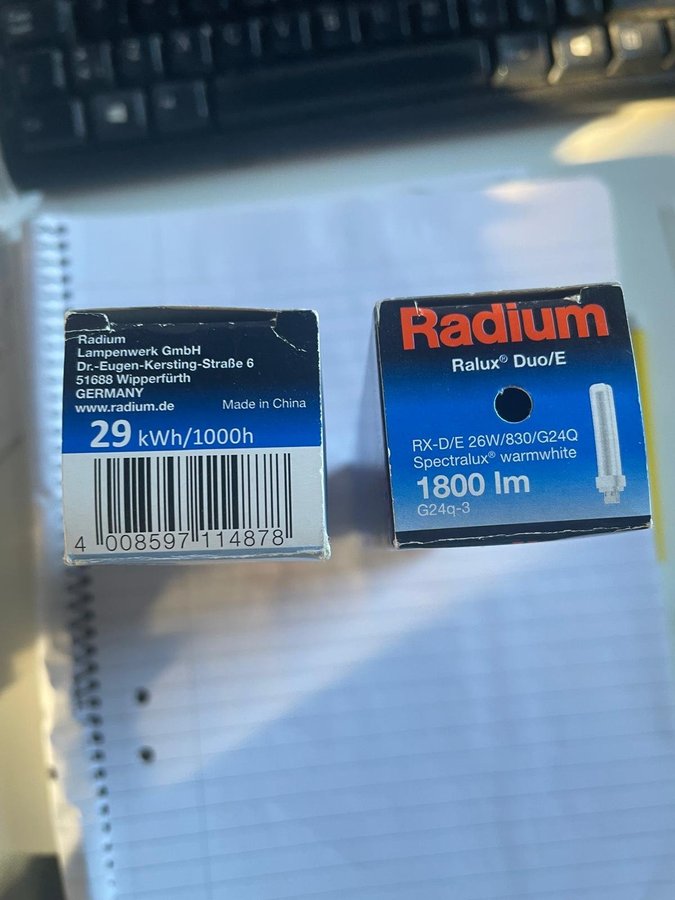 Radium
Lampenwerk GmbH
Dr.-Eugen-Kersting-Straße 6
51688 Wipperfürth
GERMANY
www.radium.de
Made in China
29 kWh/1000h
4 008597 114878
Radium
Ralux® Duo/E
RX-D/E 26W/830/G24Q
Spectralux® warmwhite
1800 lm
G24q-3